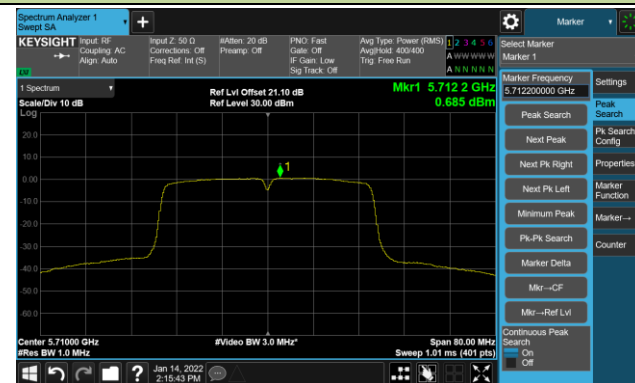 Spectrum Analyzer 1
Swept SA
Marker
KEYSIGHT
Input: RF
Coupling: AC
Align: Auto
Input Z: 50 Ω
Corrections: Off
Freq Ref: Int (S)
#Atten: 20 dB
Preamp: Off
PNO: Fast
Gate: Off
IF Gain: Low
Sig Track: Off
Avg Type: Power (RMS)
Avg|Hold: 400/400
Trig: Free Run
1 2 3 4 5 6
A W W W W W
A N N N N N
Select Marker
Marker 1
1 Spectrum
Scale/Div 10 dB
Log
Ref Lvl Offset 21.10 dB
Ref Level 30.00 dBm
Mkr1 5.712 2 GHz
0.685 dBm
20.0
10.0
0.00
-10.0
-20.0
-30.0
-40.0
-50.0
-60.0
1
Center 5.71000 GHz
#Res BW 1.0 MHz
#Video BW 3.0 MHz*
Span 80.00 MHz
Sweep 1.01 ms (401 pts)
Marker Frequency
5.712200000 GHz
Peak Search
Next Peak
Next Pk Right
Next Pk Left
Minimum Peak
Pk-Pk Search
Marker Delta
Mkr→CF
Mkr→Ref Lvl
Continuous Peak
Search
On
Off
Settings
Peak
Search
Pk Search
Config
Properties
Marker
Function
Marker→
Counter
?
Jan 14, 2022
2:15:43 PM